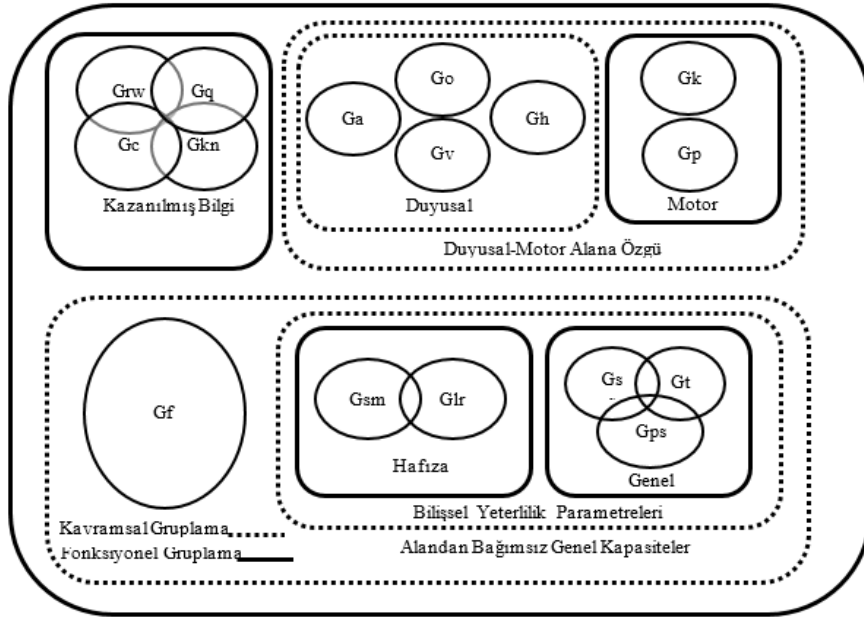 Grw
Gq
Gc
Gkn
Kazanılmış Bilgi
Go
Ga
Gh
Gv
Duyusal
Gk
Gp
Motor
Duyusal-Motor Alana Özgü
Gf
Gsm
Glr
Hafıza
Gs
Gt
Gps
Genel
Bilişsel Yeterlilik Parametreleri
Kavramsal Gruplama
Fonksiyonel Gruplama
Alandan Bağımsız Genel Kapasiteler